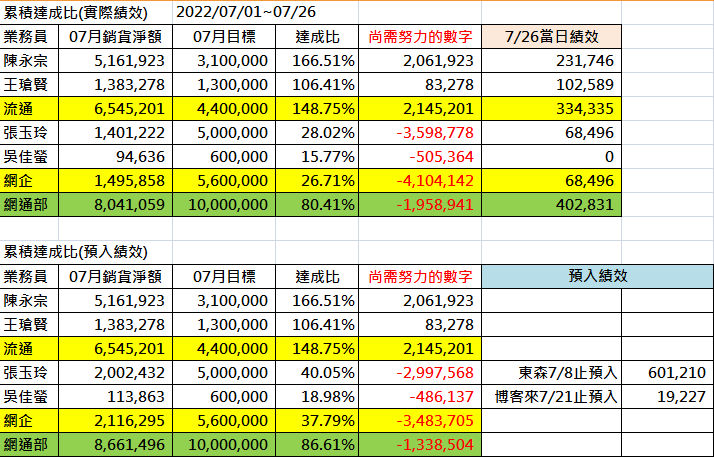 累積達成比(實際績效) 2022/07/01~07/26
業務員 07月銷貨淨額 07月目標 達成比 尚需努力的數字 7/26當日績效
陳永宗 5,161,923 3,100,000 166.51% 2,061,923 231,746
王瑲賢 1,383,278 1,300,000 106.41% 83,278 102,589
流通 6,545,201 4,400,000 148.75% 2,145,201 334,335
張玉玲 1,401,222 5,000,000 28.02% -3,598,778 68,496
吳佳螢 94,636 600,000 15.77% -505,364 0
網企 1,495,858 5,600,000 26.71% -4,104,142 68,496
網通部 8,041,059 10,000,000 80.41% -1,958,941 402,831
累積達成比(預入績效)
業務員 07月銷貨淨額 07月目標 達成比 尚需努力的數字 預入績效
陳永宗 5,161,923 3,100,000 166.51% 2,061,923
王瑲賢 1,383,278 1,300,000 106.41% 83,278
流通 6,545,201 4,400,000 148.75% 2,145,201
張玉玲 2,002,432 5,000,000 40.05% -2,997,568 東森7/8止預入 601,210
吳佳螢 113,863 600,000 18.98% -486,137 博客來7/21止預入 19,227
網企 2,116,295 5,600,000 37.79% -3,483,705
網通部 8,661,496 10,000,000 86.61% -1,338,504